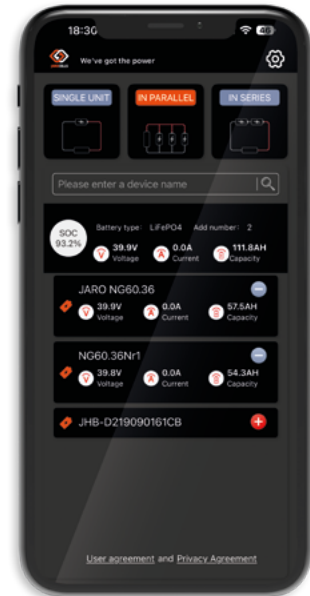 18:30
46
We've got the power
SINGLE UNIT
IN PARALLEL
IN SERIES
Please enter a device name
SOC
93.2%
Battery type: LiFePO4 Add number: 2
39.9V 0.0A 111.8AH
Voltage Current Capacity
JARO NG60.36
39.9V 0.0A 57.5AH
Voltage Current Capacity
NG60.36Nr1
39.8V 0.0A 54.3AH
Voltage Current Capacity
JHB-D219090161CB
User agreement and Privacy Agreement